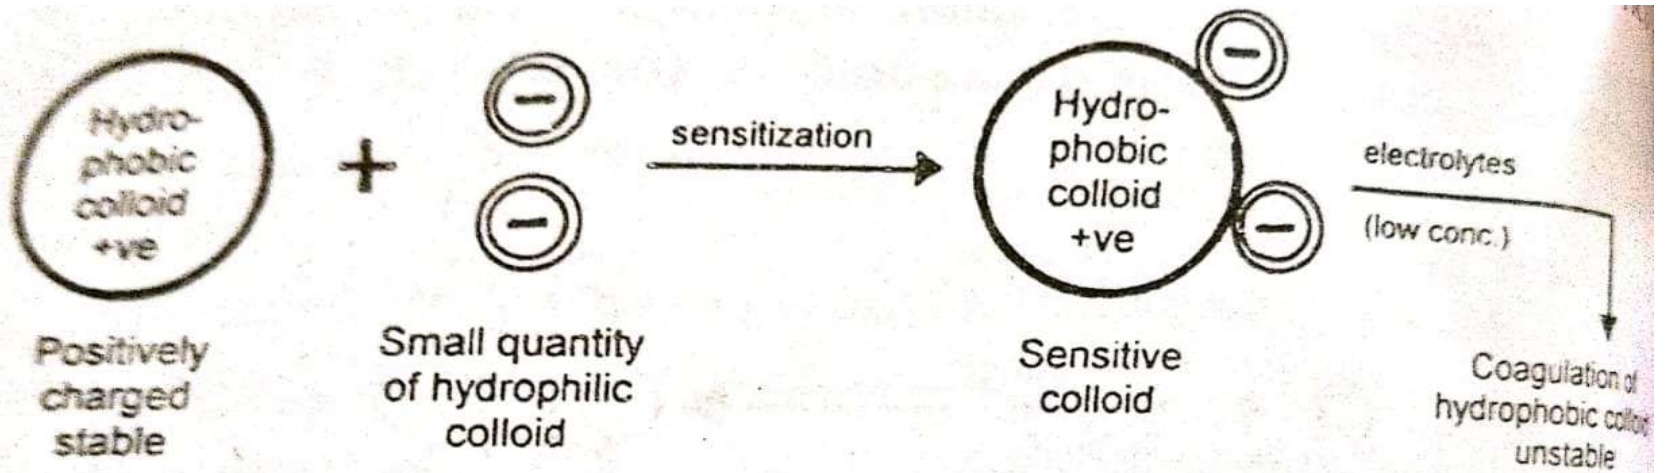 Hydro-
phobic
colloid
+ve
Positively
charged
stable
+
−
−
Small quantity
of hydrophilic
colloid
sensitization
Hydro-
phobic
colloid
+ve
−
−
Sensitive
colloid
electrolytes
(low conc.)
Coagulation of
hydrophobic colloid
unstable